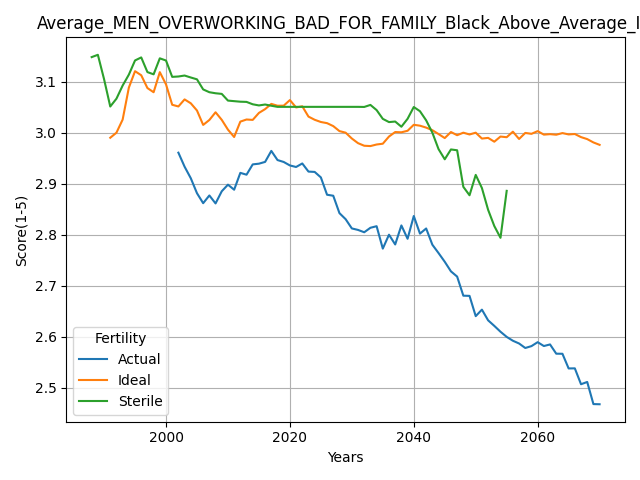 Average_MEN_OVERWORKING_BAD_FOR_FAMILY_Black_Above_Average_I
Score(1-5)
3.1
3.0
2.9
2.8
2.7
2.6
2.5
Fertility
Actual
Ideal
Sterile
2000 2020 2040 2060
Years